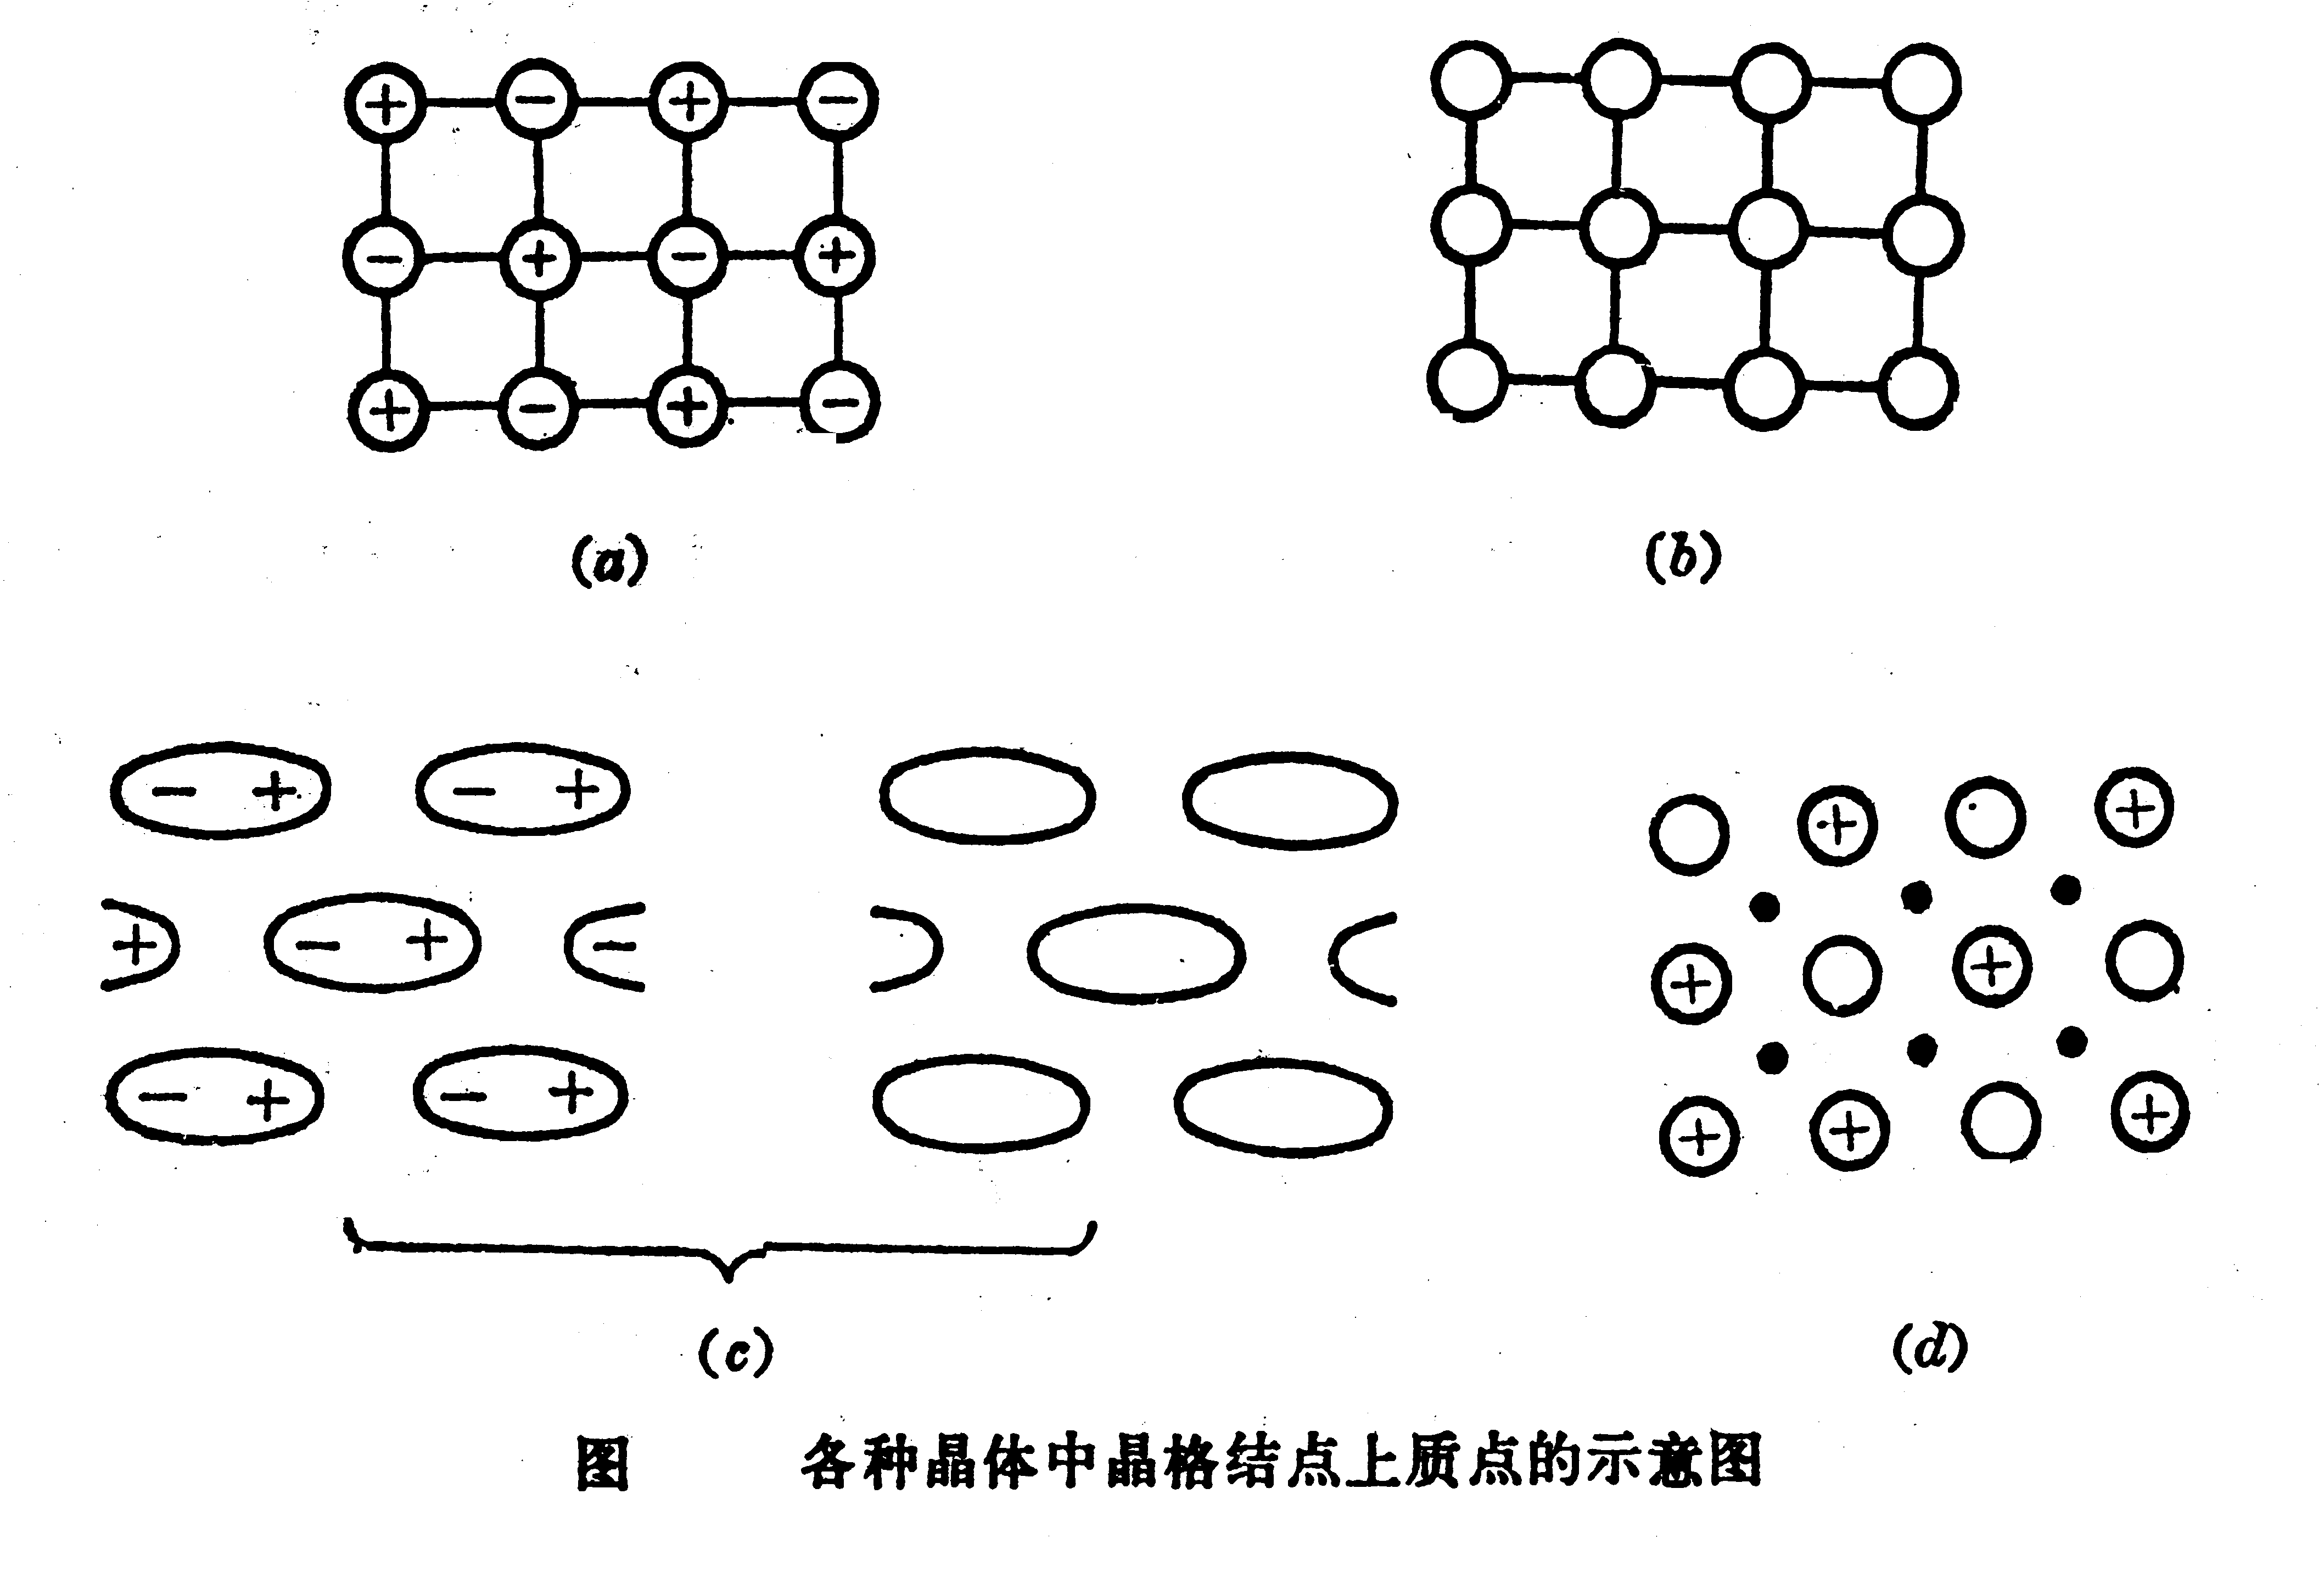 + − + −
− + − +
+ − + −
(a) (b)
− + − +
+ − + −
− + − +
+ +
+ +
+ + +
(c) (d)
图 各种晶体中晶格结点上质点的示意图